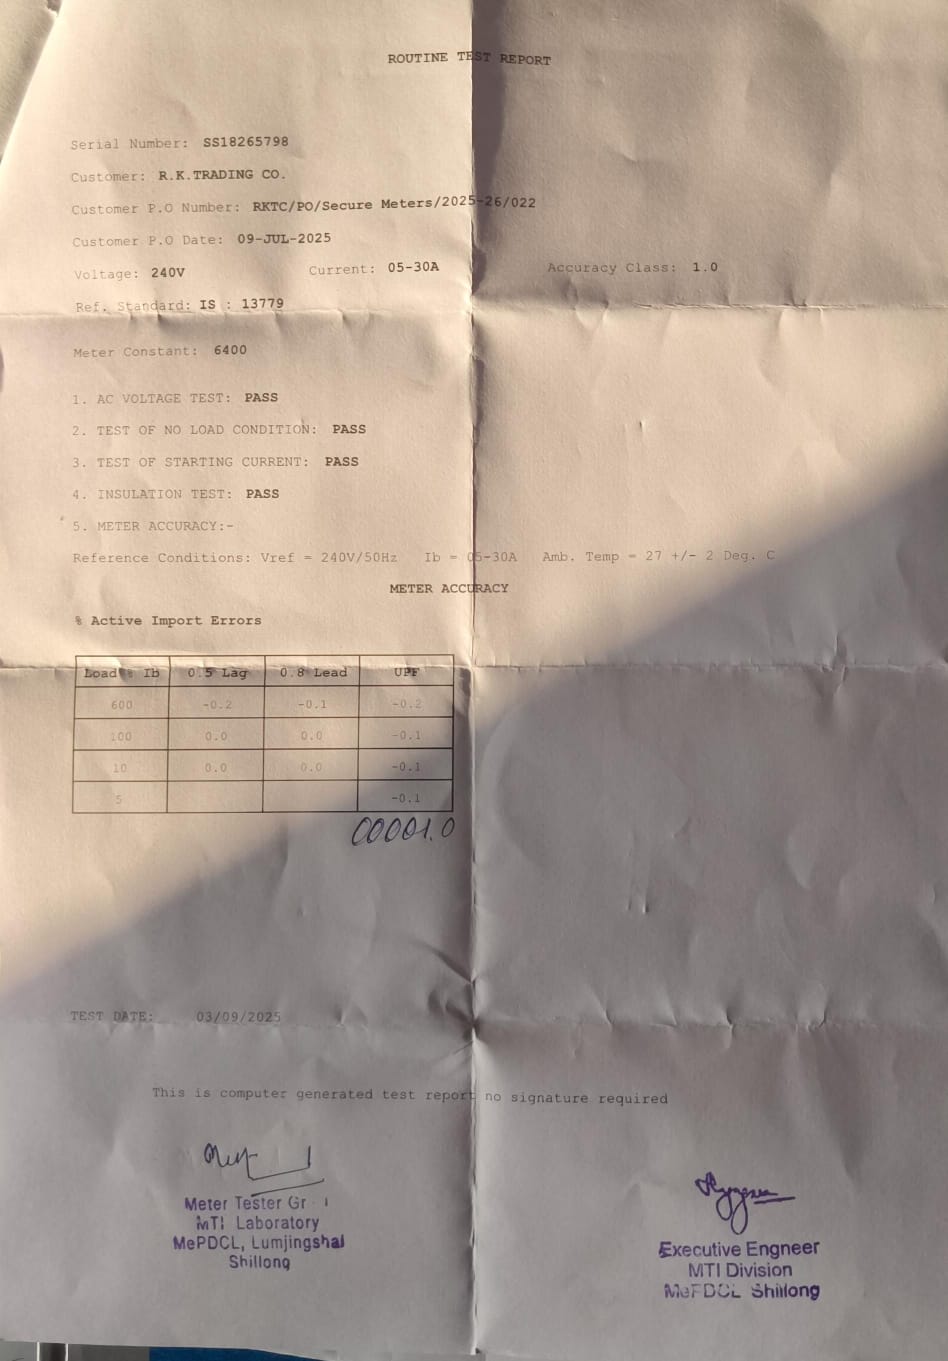 ROUTINE TEST REPORT
Serial Number: SS18265798
Customer: R.K.TRADING CO.
Customer P.O Number: RKTC/PO/Secure Meters/2025-26/022
Customer P.O Date: 09-JUL-2025
Voltage: 240V Current: 05-30A Accuracy Class: 1.0
Ref. Standard: IS : 13779
Meter Constant: 6400
1. AC VOLTAGE TEST: PASS
2. TEST OF NO LOAD CONDITION: PASS
3. TEST OF STARTING CURRENT: PASS
4. INSULATION TEST: PASS
5. METER ACCURACY:-
Reference Conditions: Vref = 240V/50Hz Ib = 05-30A Amb. Temp = 27 +/- 2 Deg. C
METER ACCURACY
% Active Import Errors
Load % Ib 0.5 Lag 0.8 Lead UPF
600 -0.2 -0.1 -0.2
100 0.0 0.0 -0.1
10 0.0 0.0 -0.1
5 -0.1
00001.0
TEST DATE: 03/09/2025
This is computer generated test report no signature required
Meter Tester Gr - I
MTI Laboratory
MePDCL, Lumjingshai
Shillong
Executive Engneer
MTI Division
MePDCL Shillong